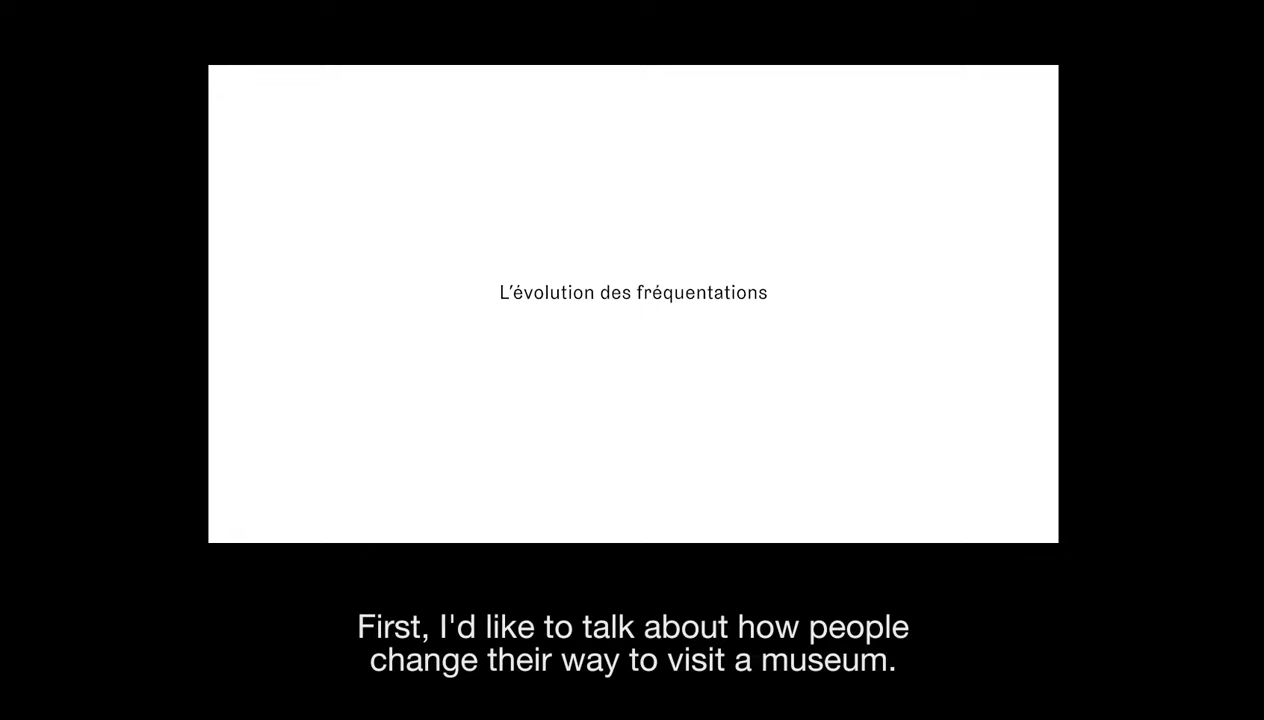 L'évolution des fréquentations
First, I'd like to talk about how people
change their way to visit a museum.